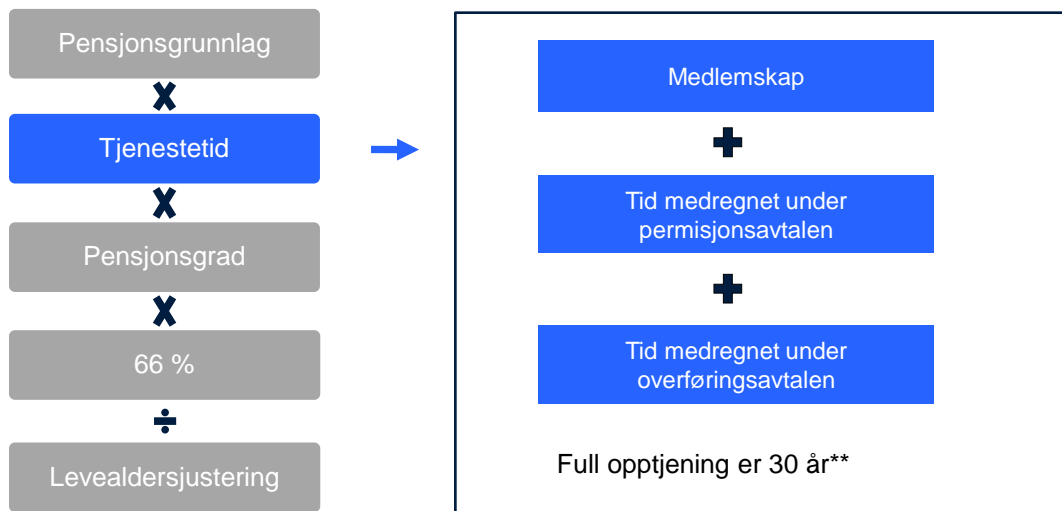 Pensjonsgrunnlag
Tjenestetid
Pensjonsgrad
66 %
Levealdersjustering
Medlemskap
Tid medregnet under
permisjonsavtalen
Tid medregnet under
overføringsavtalen
Full opptjening er 30 år**